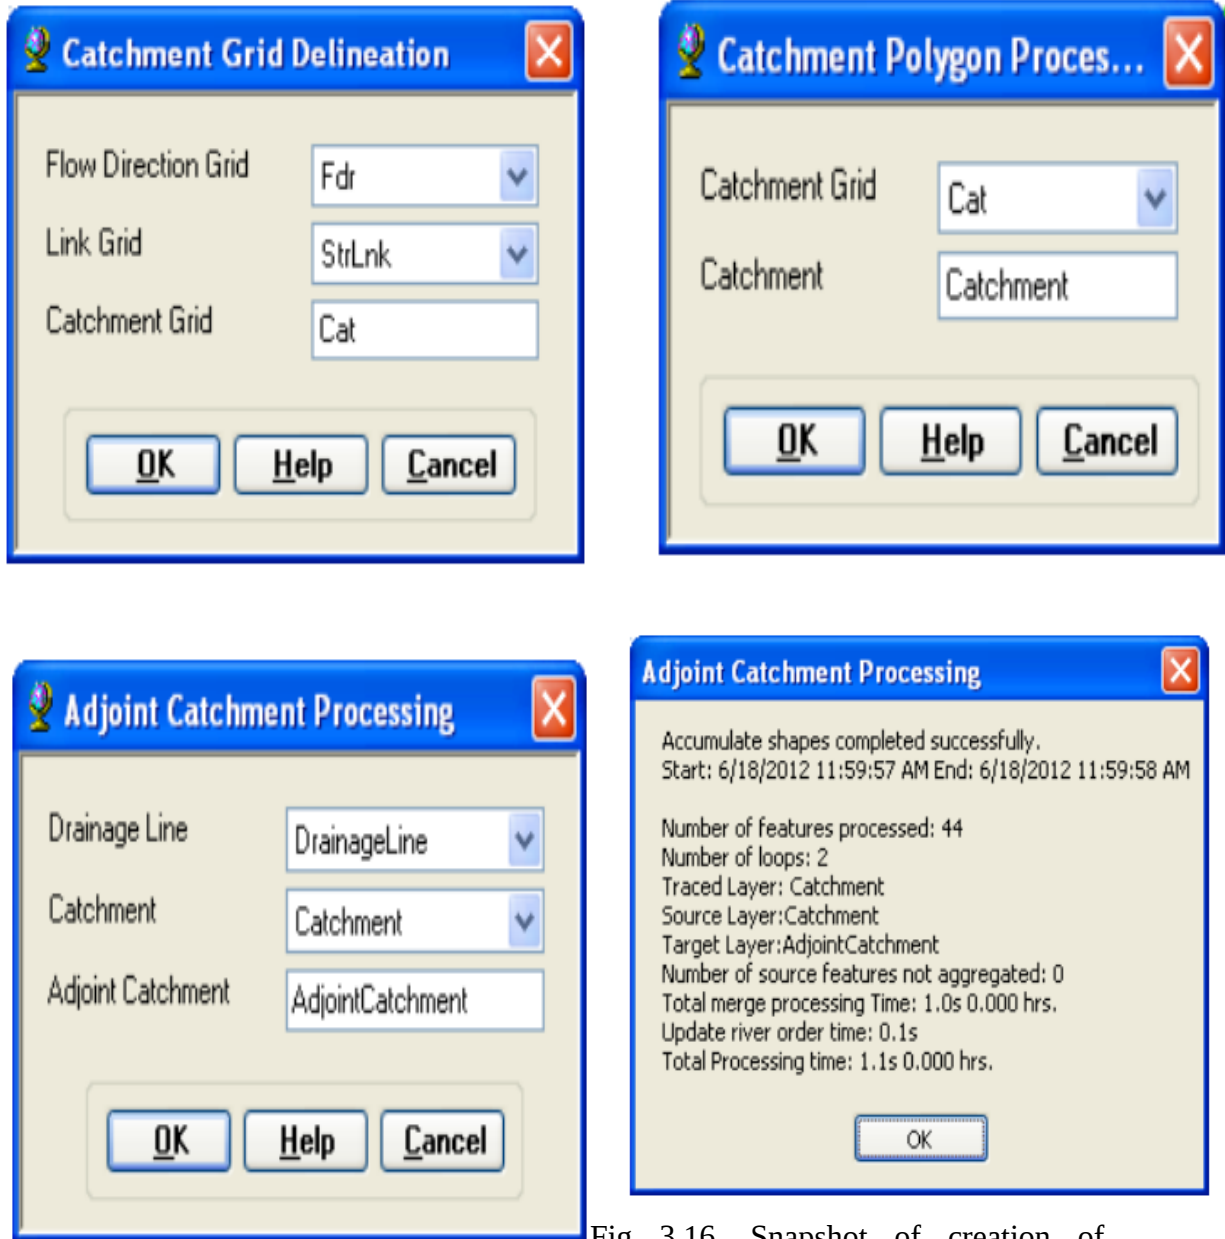 Catchment Grid Delineation
Flow Direction Grid Fdr
Link Grid StrLnk
Catchment Grid Cat
OK Help Cancel
Catchment Polygon Proces...
Catchment Grid Cat
Catchment Catchment
OK Help Cancel
Adjoint Catchment Processing
Drainage Line DrainageLine
Catchment Catchment
Adjoint Catchment AdjointCatchment
OK Help Cancel
Adjoint Catchment Processing
Accumulate shapes completed successfully.
Start: 6/18/2012 11:59:57 AM End: 6/18/2012 11:59:58 AM
Number of features processed: 44
Number of loops: 2
Traced Layer: Catchment
Source Layer:Catchment
Target Layer:AdjointCatchment
Number of source features not aggregated: 0
Total merge processing Time: 1.0s 0.000 hrs.
Update river order time: 0.1s
Total Processing time: 1.1s 0.000 hrs.
OK
Fig 3.16 Snapshot of creation of